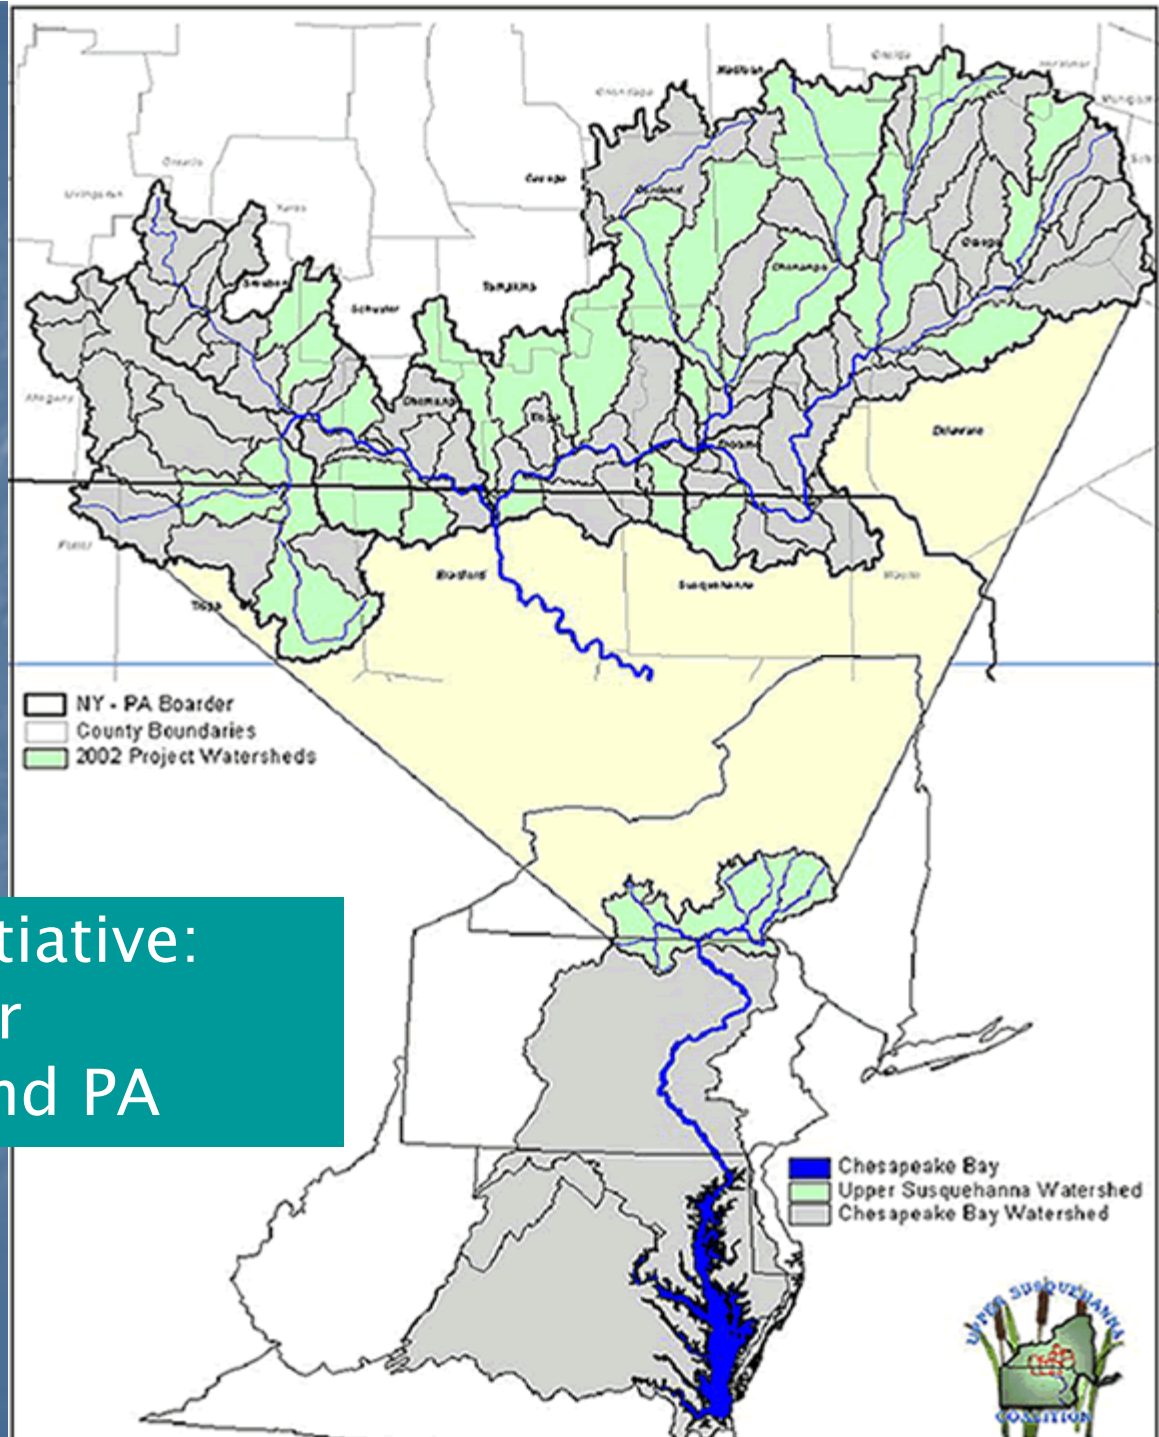 Madison
Oneida
Herkimer
Onondaga
Ontario
Cayuga
Livingston
Yates
Cortland
Otsego
Chenango
Steuben
Tompkins
Schuyler
Allegany
Chemung
Tioga
Broome
Delaware
Potter
Bradford
Susquehanna
Wayne
Tioga
NY - PA Boarder
County Boundaries
2002 Project Watersheds
tiative:
r
nd PA
Chesapeake Bay
Upper Susquehanna Watershed
Chesapeake Bay Watershed
UPPER SUSQUEHANNA
COALITION